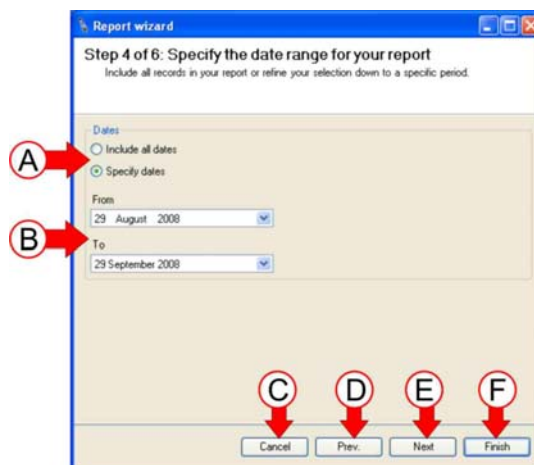 Report wizard
Step 4 of 6: Specify the date range for your report
Include all records in your report or refine your selection down to a specific period.
Dates
A
Include all dates
Specify dates
From
29 August 2008
B
To
29 September 2008
C D E F
Cancel Prev. Next Finish